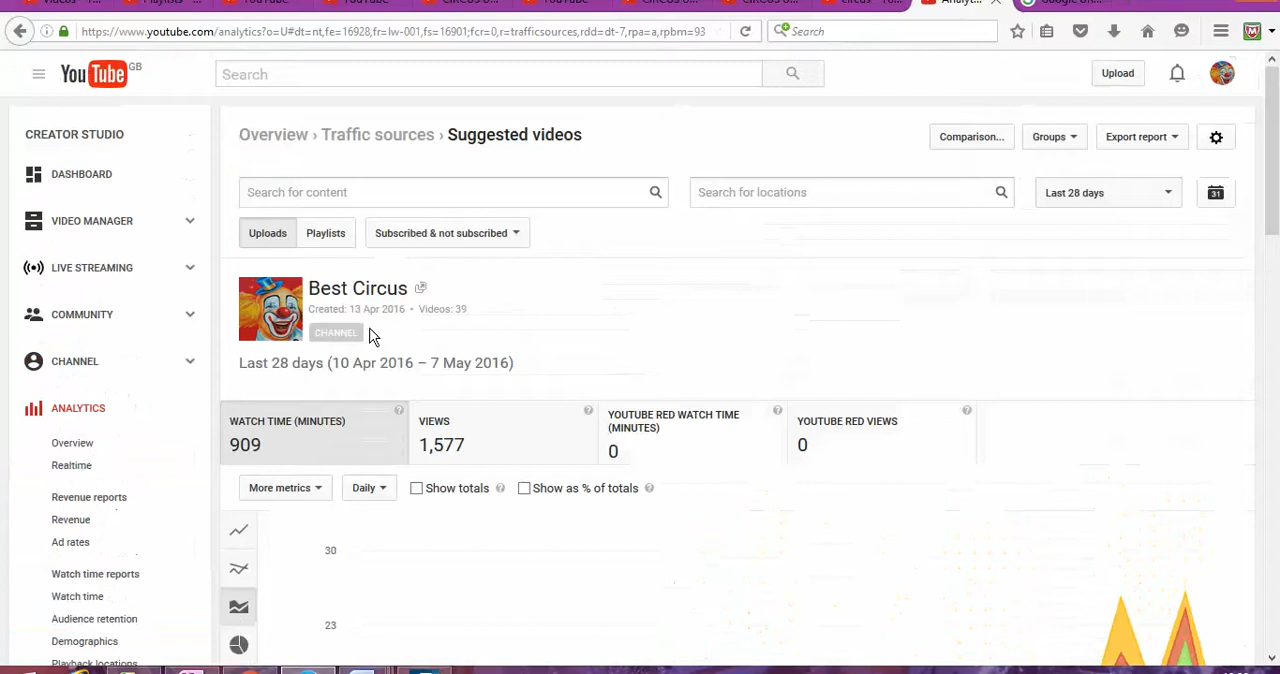 https://www.youtube.com/analytics?o=U#dt=nt,fe=16928,fr=lw-001,fs=16901;fcr=0,r=trafficsources,rdd=dt-7,rpa=a,rpbm=93
Search
YouTube GB
Search
Upload
CREATOR STUDIO
DASHBOARD
VIDEO MANAGER
LIVE STREAMING
COMMUNITY
CHANNEL
ANALYTICS
Overview
Realtime
Revenue reports
Revenue
Ad rates
Watch time reports
Watch time
Audience retention
Demographics
Playback locations
Overview › Traffic sources › Suggested videos
Comparison...
Groups
Export report
Search for content
Search for locations
Last 28 days
31
Uploads
Playlists
Subscribed & not subscribed
Best Circus
Created: 13 Apr 2016 • Videos: 39
CHANNEL
Last 28 days (10 Apr 2016 – 7 May 2016)
WATCH TIME (MINUTES)
?
909
VIEWS
?
1,577
YOUTUBE RED WATCH TIME
(MINUTES)
?
0
YOUTUBE RED VIEWS
?
0
More metrics
Daily
Show totals
?
Show as % of totals
?
30
23